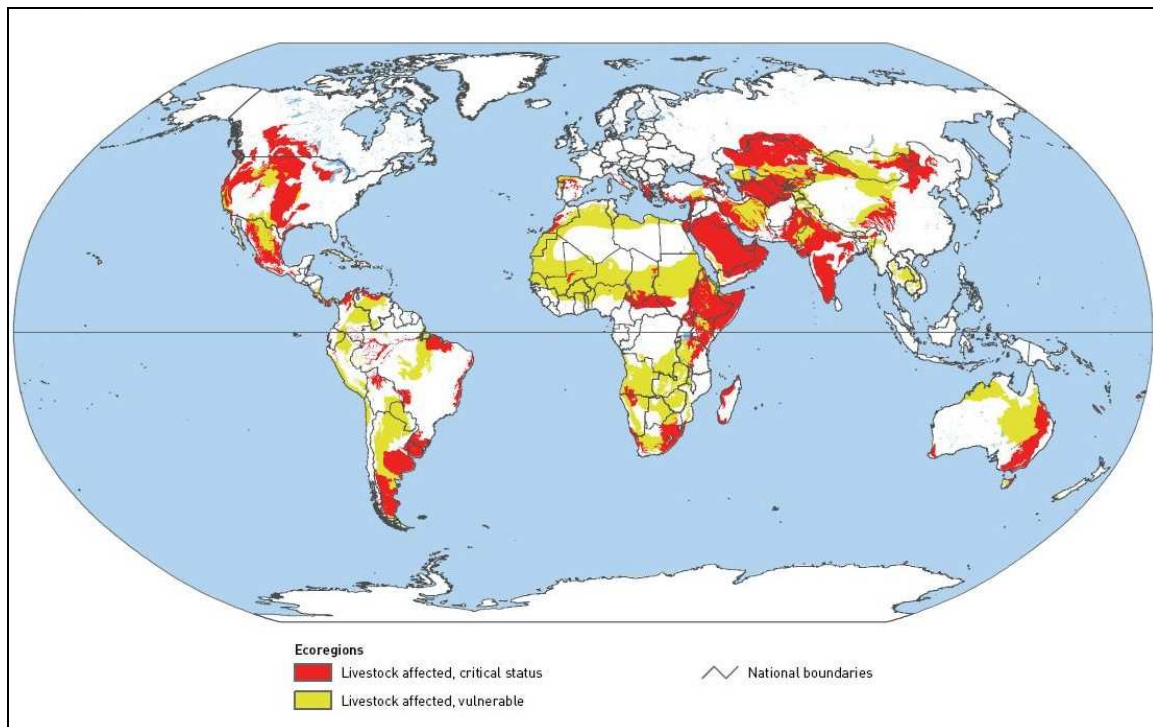 Ecoregions
Livestock affected, critical status
National boundaries
Livestock affected, vulnerable